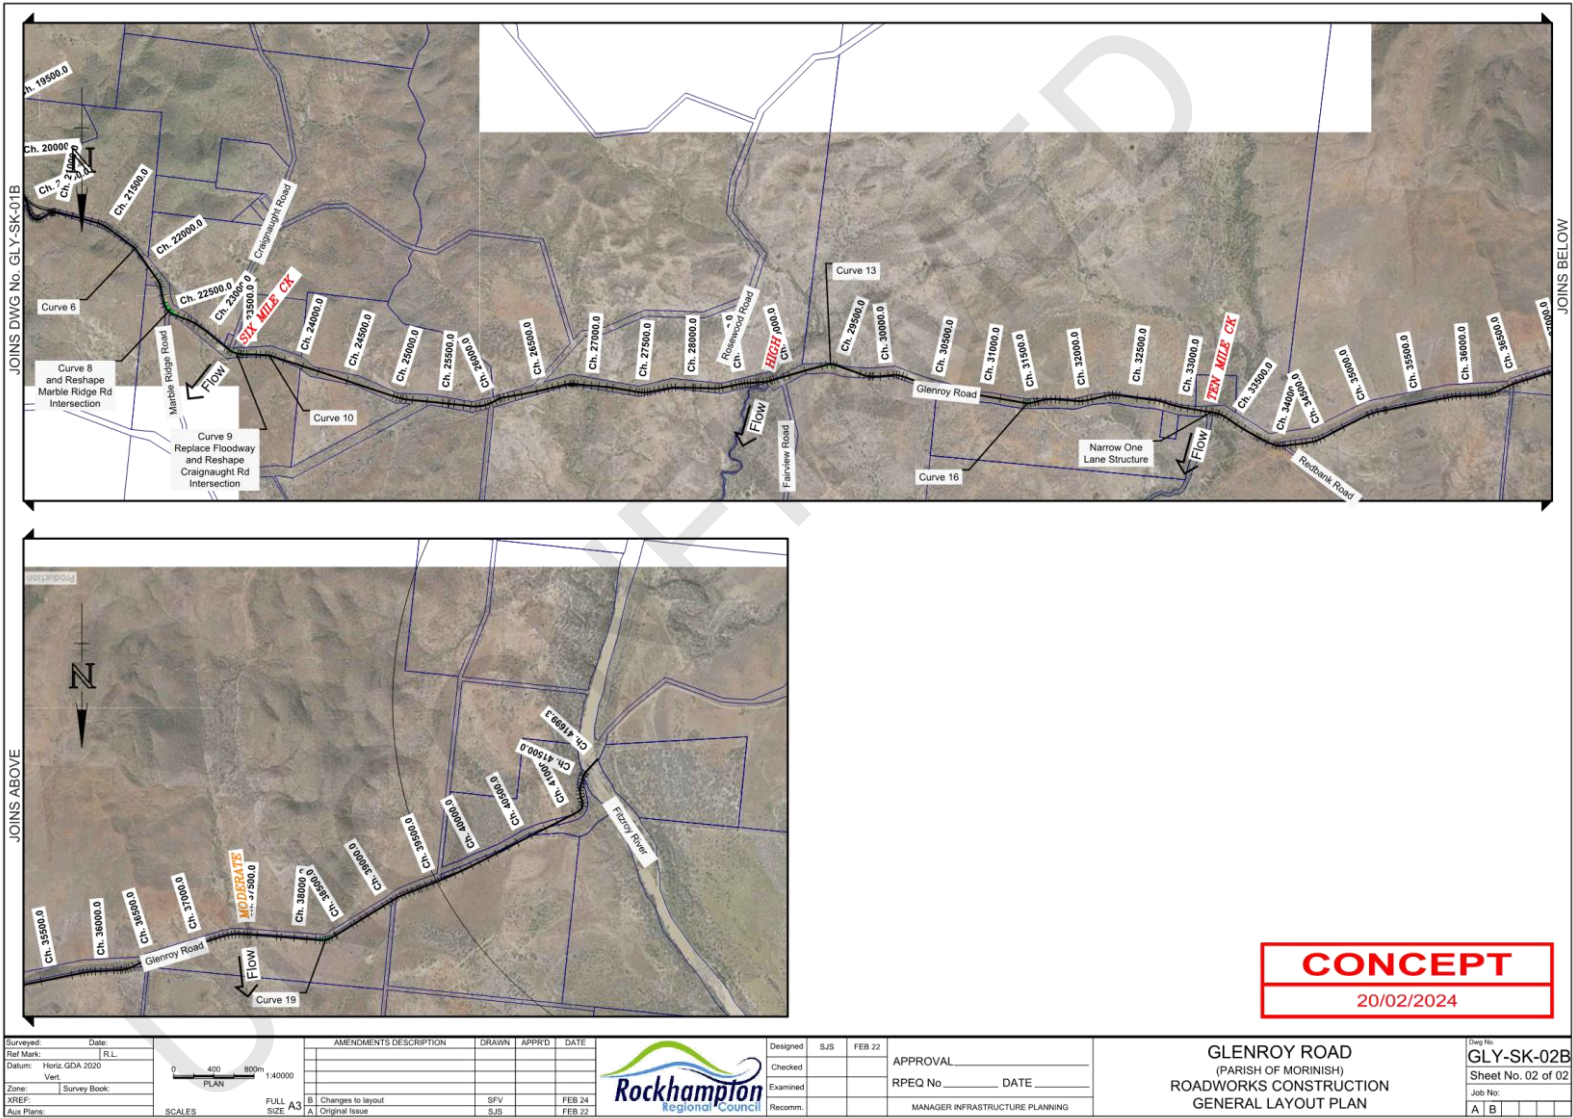 JOINS DWG No. GLY-SK-01B
Ch. 19500.0
Ch. 20000
N
Ch. 21500.0
Ch. 22000.0
Ch. 22500.0
Craignaught Road
SIX MILE CK
Ch. 24000.0
Ch. 24500.0
Ch. 25000.0
Ch. 25500.0
Ch. 26000.0
Ch. 26500.0
Ch. 27000.0
Ch. 27500.0
Ch. 28000.0
Rosewood Road
HIGH
Curve 13
Ch. 29500.0
Ch. 30000.0
Ch. 30500.0
Ch. 31000.0
Ch. 31500.0
Ch. 32000.0
Ch. 32500.0
Ch. 33000.0
TEN MILE CK
Ch. 33500.0
Ch. 34000
Ch. 34500.0
Ch. 35000.0
Ch. 35500.0
Ch. 36000.0
Ch. 36500.0
JOINS BELOW
Curve 6
Curve 8
and Reshape
Marble Ridge Rd
Intersection
Marble Ridge Road
Flow
Curve 9
Replace Floodway
and Reshape
Craignaught Rd
Intersection
Curve 10
Flow
Fairview Road
Glenroy Road
Curve 16
Narrow One
Lane Structure
Flow
Redbank Road
JOINS ABOVE
Production
N
Ch. 35500.0
Ch. 36000.0
Ch. 36500.0
Ch. 37000.0
MODERATE
Ch. 38000
Ch. 38500.0
Ch. 39000.0
Ch. 39500.0
Ch. 40000.0
Ch. 40500.0
Ch. 41500.0
Ch. 41699.3
Fitzroy River
Glenroy Road
Flow
Curve 19
CONCEPT
20/02/2024
Surveyed: Date:
Ref Mark: R.L.
Datum: Horiz. GDA 2020
Vert.
Zone: Survey Book:
XREF:
Aux Plans:
0 400 800m 1:40000
PLAN
SCALES
FULL SIZE A3
AMENDMENTS DESCRIPTION DRAWN APPR'D DATE
B Changes to layout SFV FEB 24
A Original Issue SJS FEB 22
Rockhampton
Regional Council
Designed SJS FEB 22
Checked
Examined
Recomm.
APPROVAL
RPEQ No DATE
MANAGER INFRASTRUCTURE PLANNING
GLENROY ROAD
(PARISH OF MORINISH)
ROADWORKS CONSTRUCTION
GENERAL LAYOUT PLAN
Dwg No.
GLY-SK-02B
Sheet No. 02 of 02
Job No:
A B